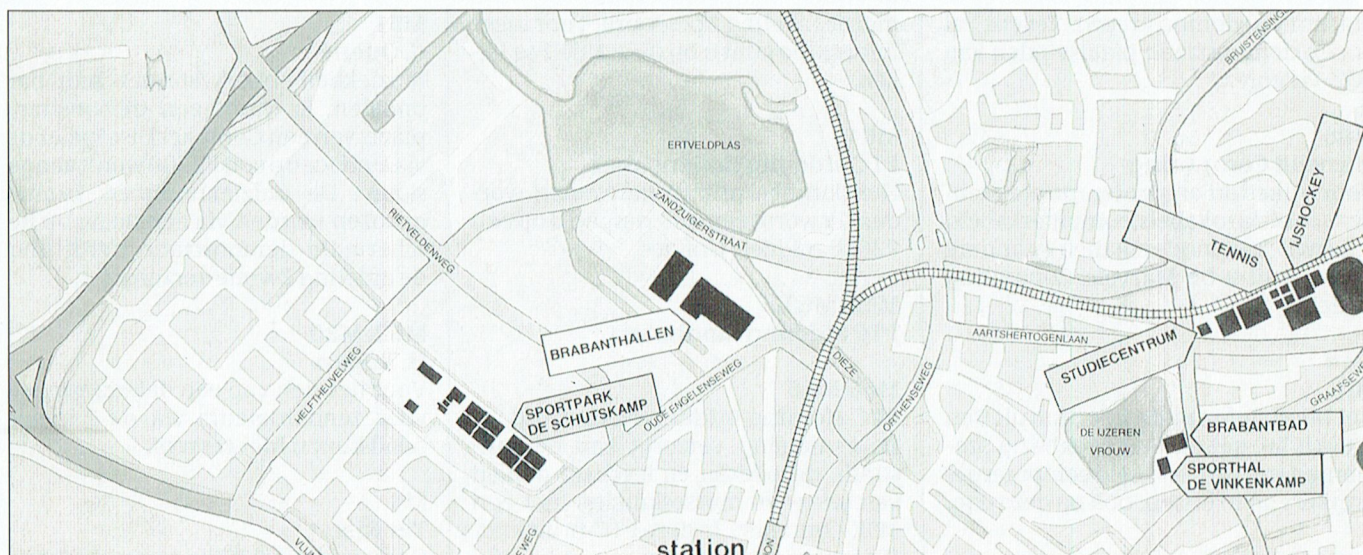 BRUISTENSINGEL
ERTVELDPLAS
IJSHOCKEY
TENNIS
RIETVELDENWEG
ZANDZUIGERSTRAAT
BRABANTHALLEN
AARTSHERTOGENLAAN
STUDIECENTRUM
HELFTHEUVELWEG
DIEZE
ORTHENSEWEG
GRAAFSEWEG
SPORTPARK
DE SCHUTSKAMP
OUDE ENGELENSEWEG
DE IJZEREN
VROUW
BRABANTBAD
SPORTHAL
DE VINKENKAMP
station